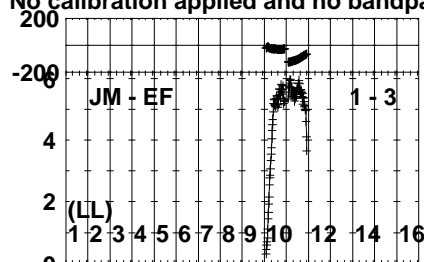 No calibration applied and no bandpa
200
-200
6
JM - EF 1 - 3
4
2
(LL)
1 2 3 4 5 6 7 8 9 10 12 14 16
0